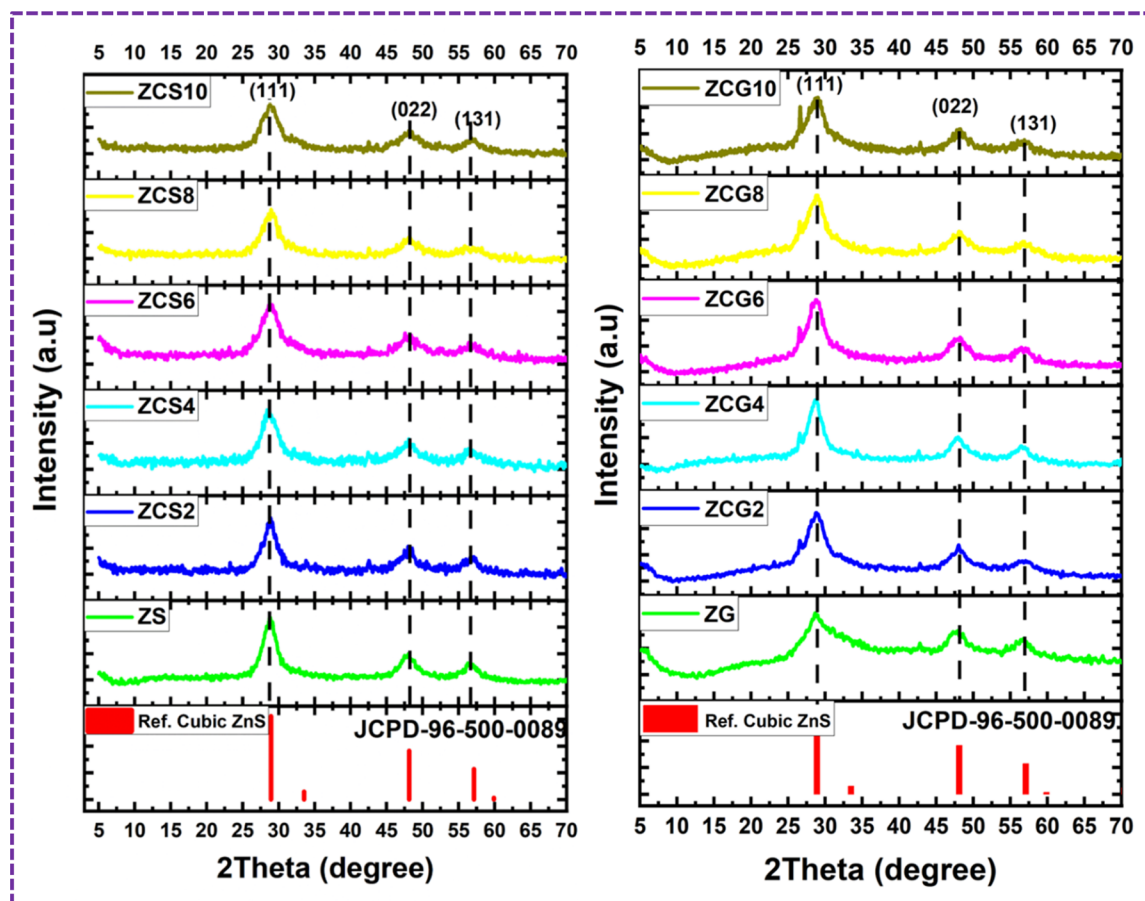 5 10 15 20 25 30 35 40 45 50 55 60 65 70
ZCS10
(111)
(022)
(131)
ZCS8
ZCS6
ZCS4
ZCS2
ZS
Ref. Cubic ZnS
JCPD-96-500-0089
5 10 15 20 25 30 35 40 45 50 55 60 65 70
2Theta (degree)
Intensity (a.u)
5 10 15 20 25 30 35 40 45 50 55 60 65 70
ZCG10
(111)
(022)
(131)
ZCG8
ZCG6
ZCG4
ZCG2
ZG
Ref. Cubic ZnS
JCPD-96-500-0089
5 10 15 20 25 30 35 40 45 50 55 60 65 70
2Theta (degree)
Intensity (a.u)